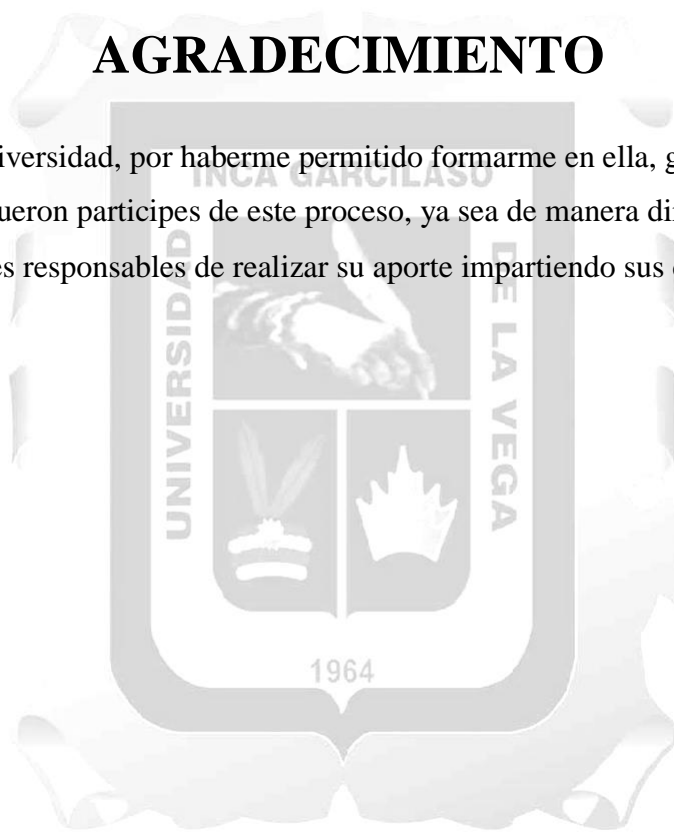 AGRADECIMIENTO
iversidad, por haberme permitido formarme en ella, g
INCA GARCILASO
ueron participes de este proceso, ya sea de manera di
es responsables de realizar su aporte impartiendo sus
UNIVERSIDAD
DE LA VEGA
1964